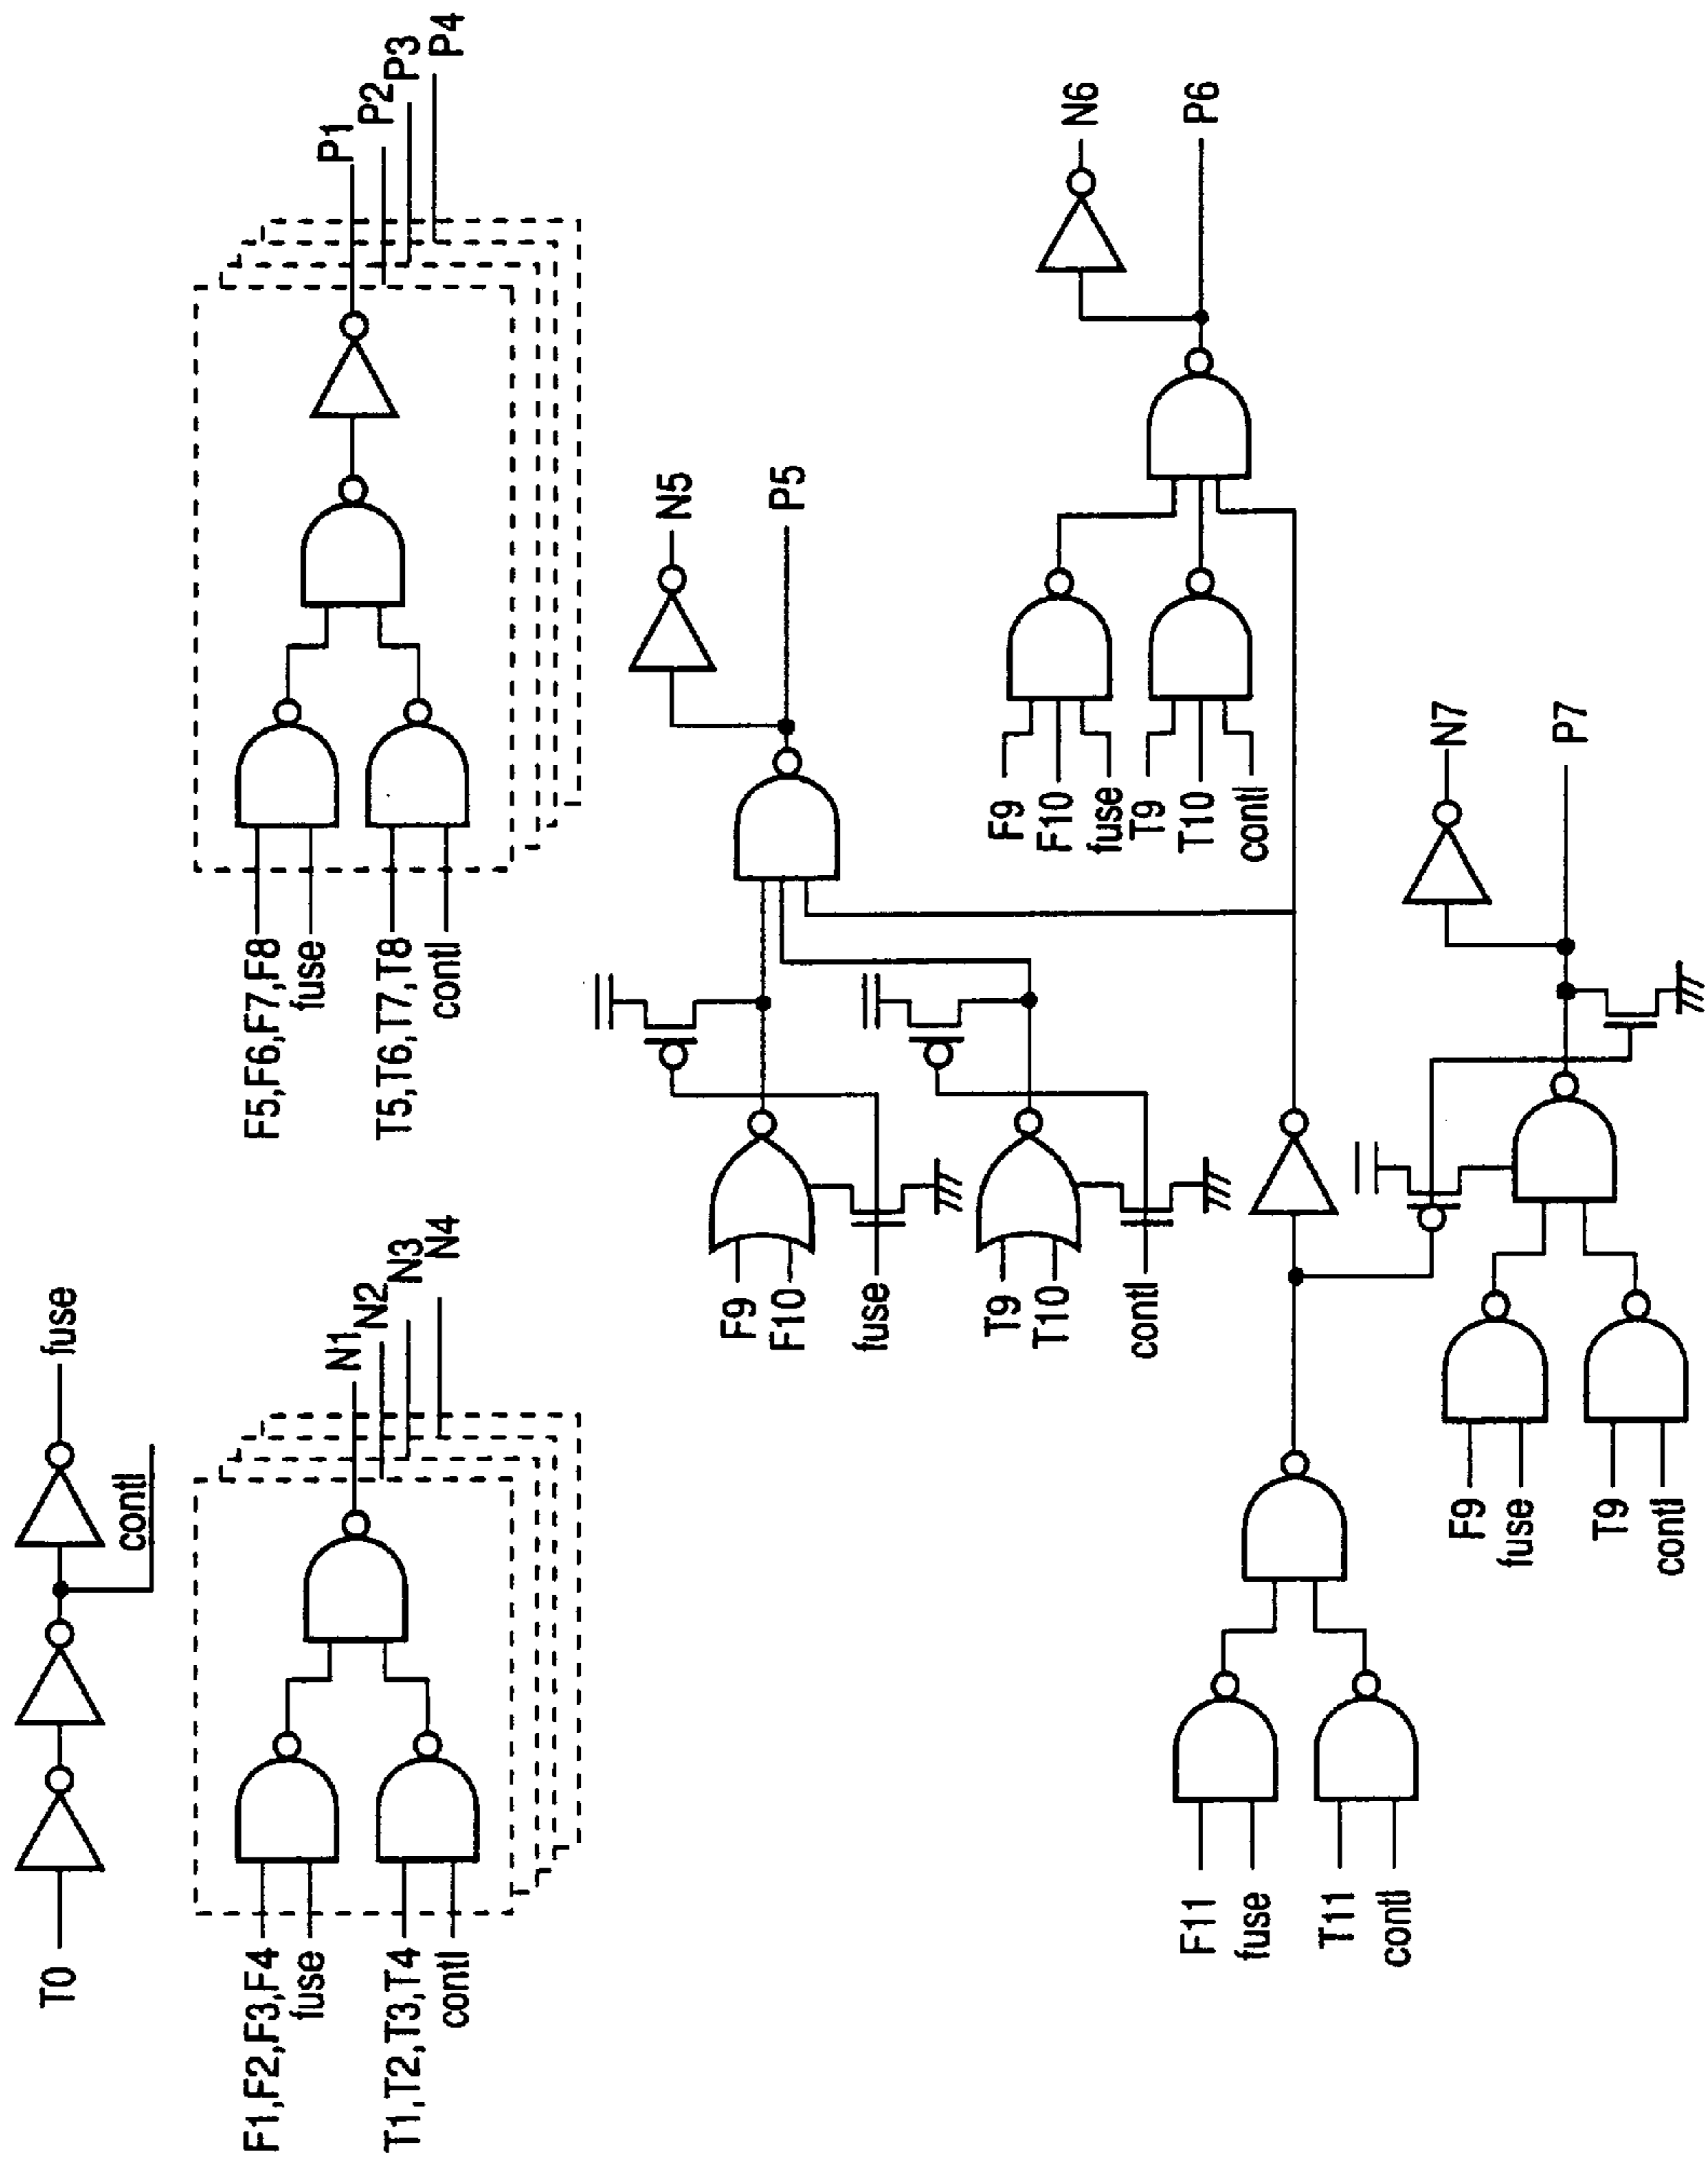 T0
contl
fuse
F1,F2,F3,F4
fuse
T1,T2,T3,T4
contl
N1
N2
N3
N4
F5,F6,F7,F8
fuse
T5,T6,T7,T8
contl
P1
P2
P3
P4
F9
F10
fuse
T9
T10
contl
N5
P5
F9
F10
fuse
T9
T10
contl
N6
P6
F11
fuse
T11
contl
F9
fuse
T9
contl
N7
P7